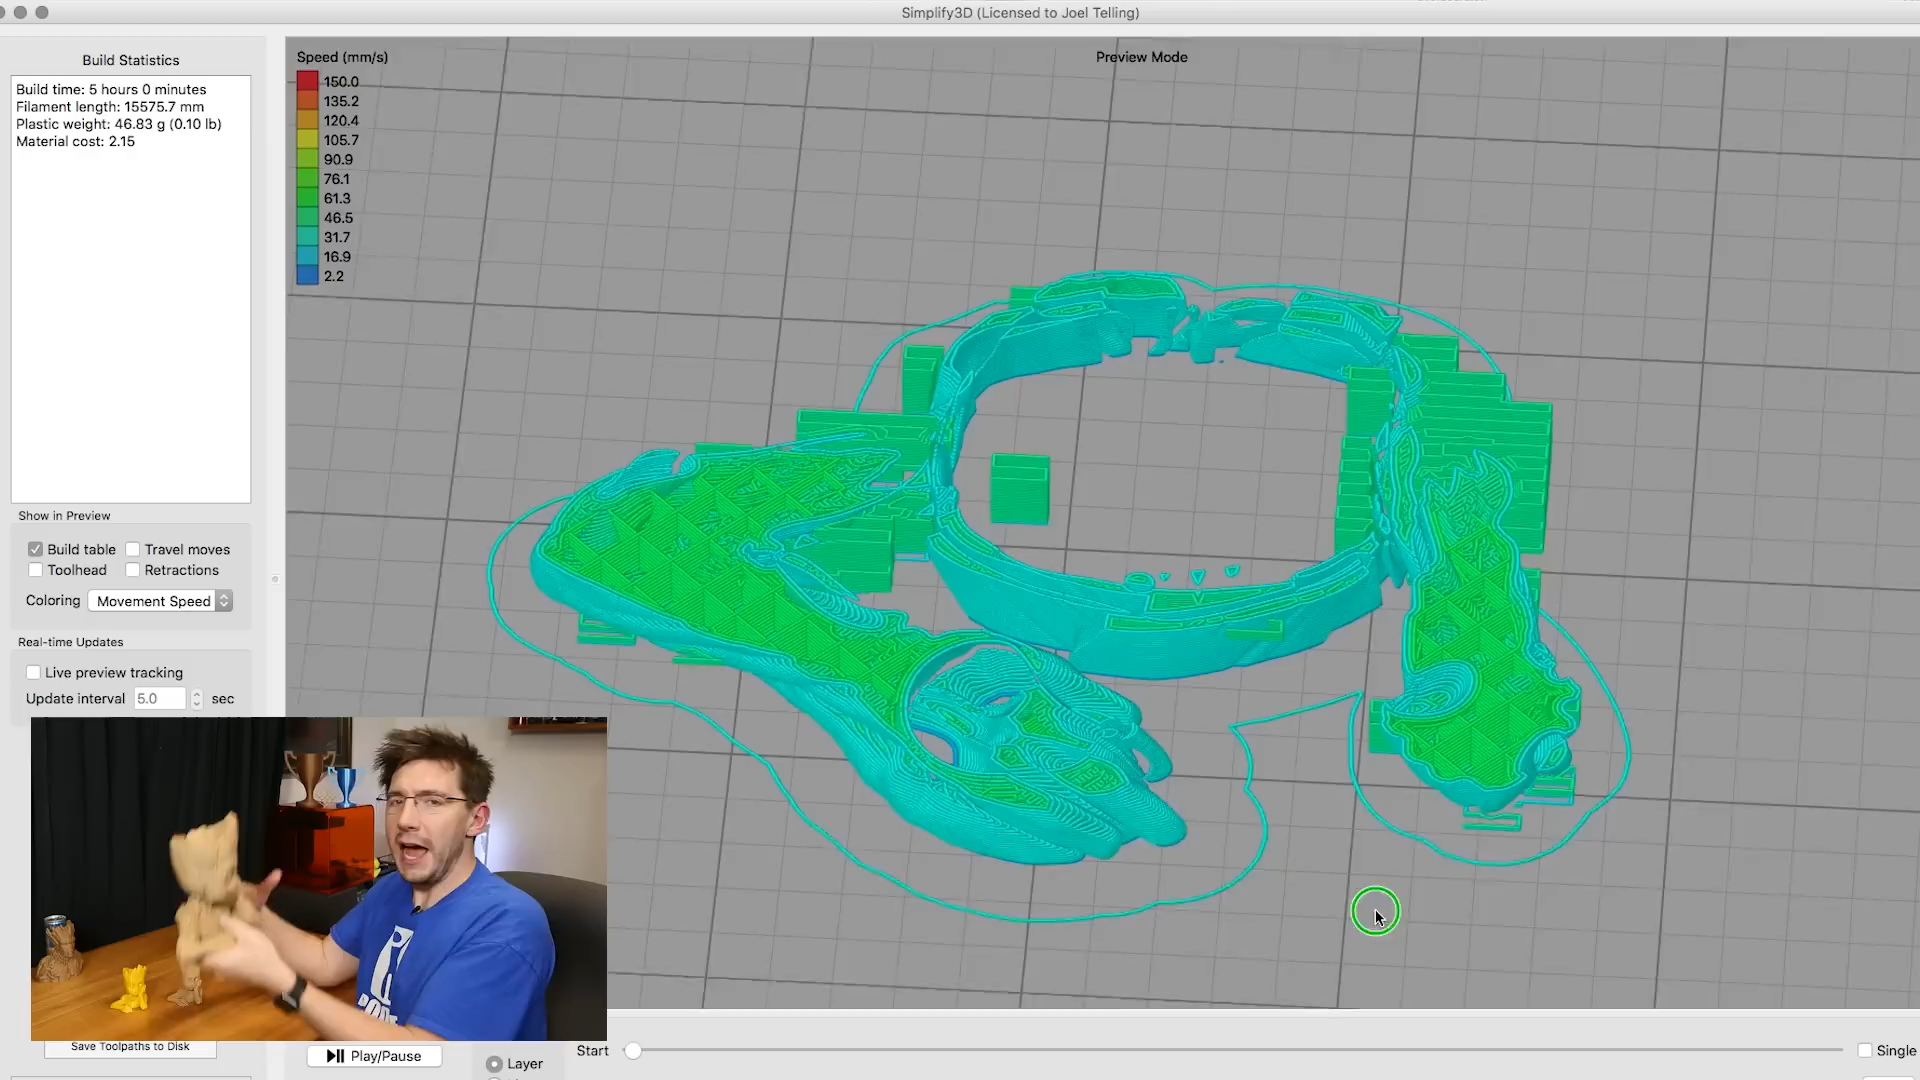 Simplify3D (Licensed to Joel Telling)
Build Statistics
Build time: 5 hours 0 minutes
Filament length: 15575.7 mm
Plastic weight: 46.83 g (0.10 lb)
Material cost: 2.15
Speed (mm/s)
150.0
135.2
120.4
105.7
90.9
76.1
61.3
46.5
31.7
16.9
2.2
Preview Mode
Show in Preview
Build table
Travel moves
Toolhead
Retractions
Coloring
Movement Speed
Real-time Updates
Live preview tracking
Update interval 5.0 sec
Save Toolpaths to Disk
Play/Pause
Layer
Start
Single